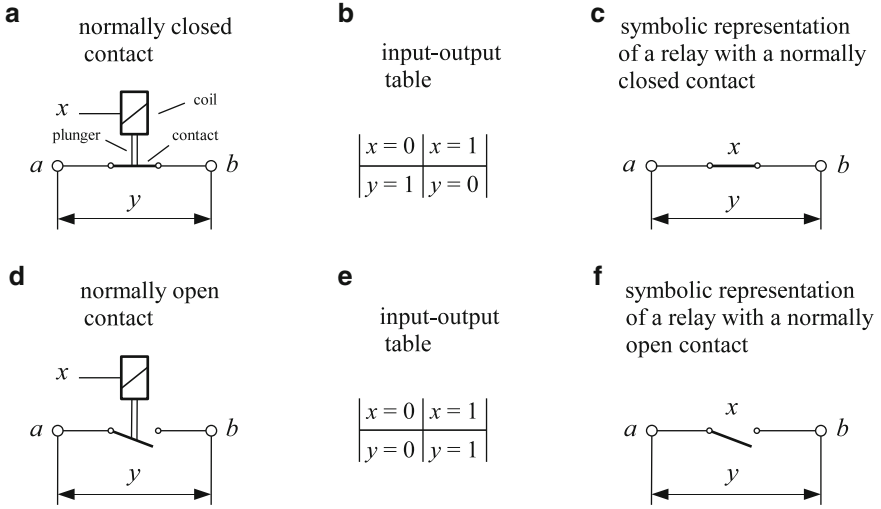 a
normally closed
contact
x
coil
plunger
contact
a
b
y
b
input-output
table
x = 0 x = 1
y = 1 y = 0
c
symbolic representation
of a relay with a normally
closed contact
x
a
b
y
d
normally open
contact
x
a
b
y
e
input-output
table
x = 0 x = 1
y = 0 y = 1
f
symbolic representation
of a relay with a normally
open contact
x
a
b
y